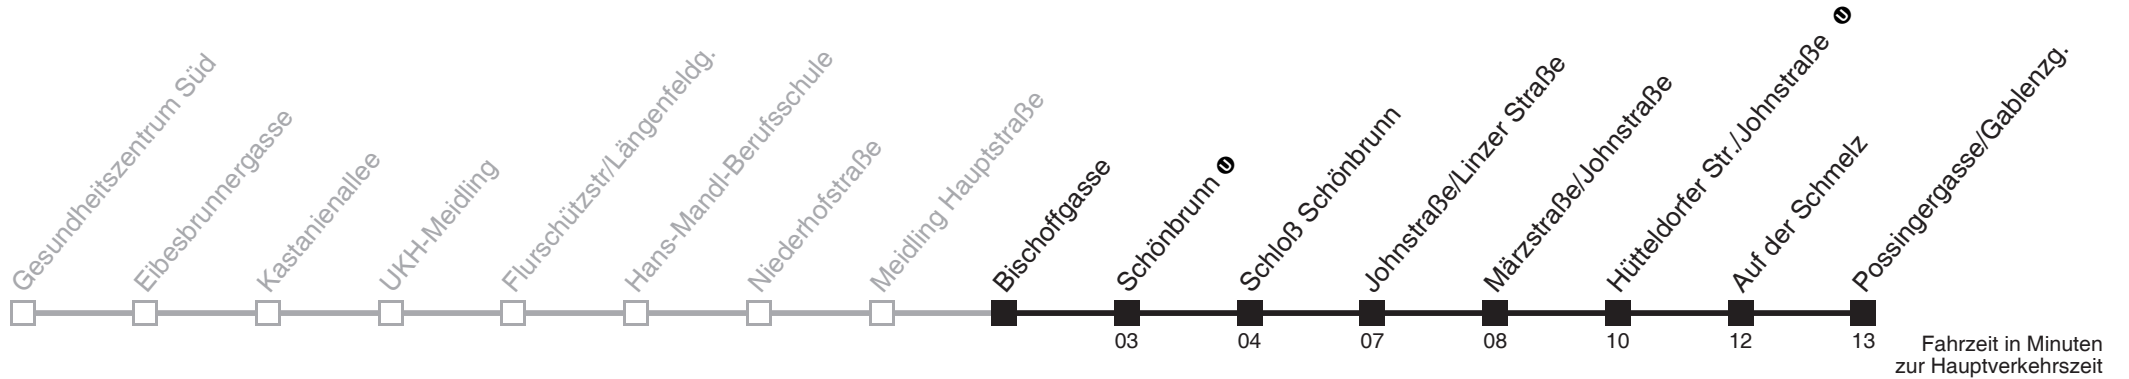 Gesundheitszentrum Süd
Eibesbrunnergasse
Kastanienallee
UKH-Meidling
Flurschützstr/Längenfeldg.
Hans-Mandl-Berufsschule
Niederhofstraße
Meidling Hauptstraße
Bischoffgasse
Schönbrunn U
Schloß Schönbrunn
Johnstraße/Linzer Straße
Märzstraße/Johnstraße
Hütteldorfer Str./Johnstraße U
Auf der Schmelz
Possingergasse/Gablenzg.
03 04 07 08 10 12 13
Fahrzeit in Minuten
zur Hauptverkehrszeit